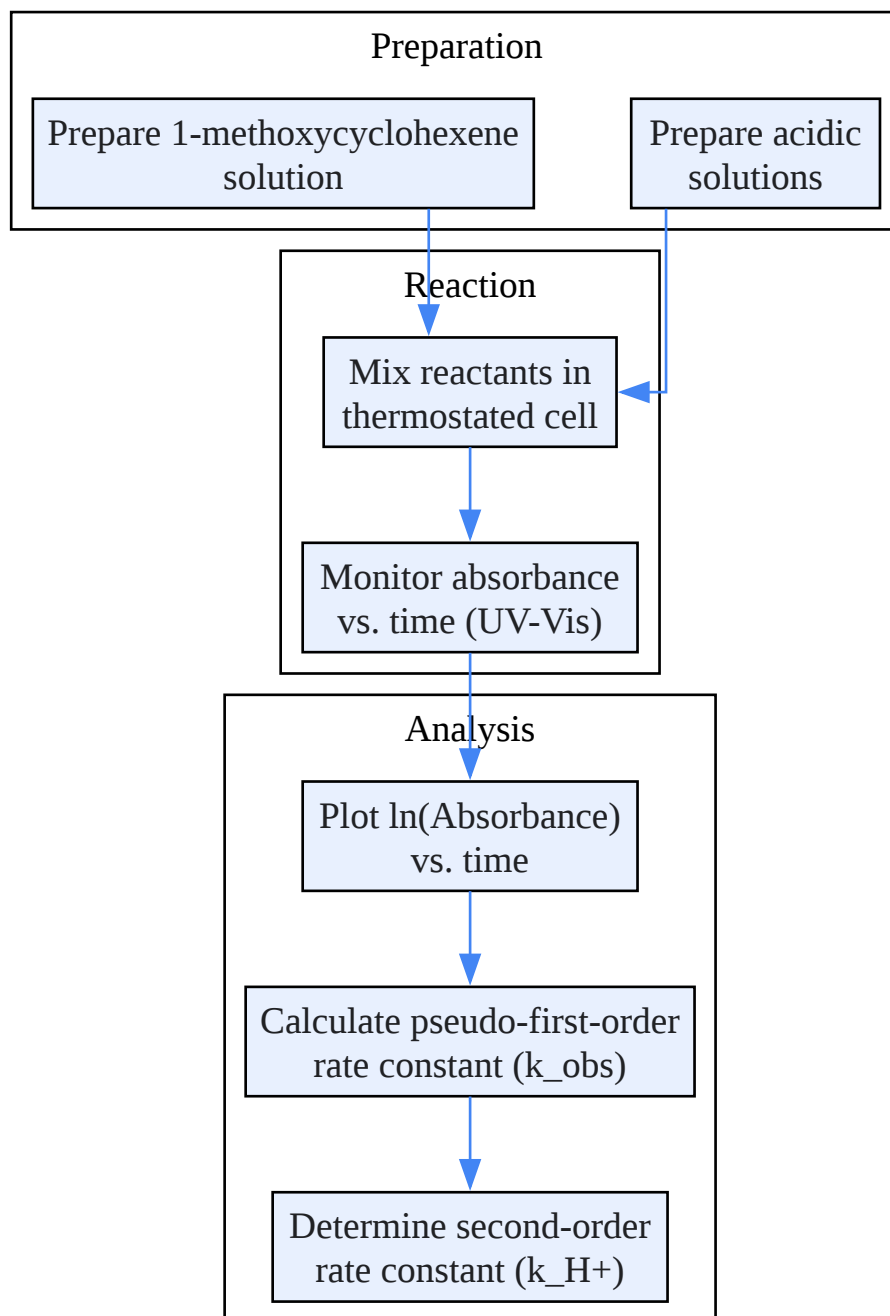 Preparation
Prepare 1-methoxycyclohexene
solution
Prepare acidic
solutions
Reaction
Mix reactants in
thermostated cell
Monitor absorbance
vs. time (UV-Vis)
Analysis
Plot ln(Absorbance)
vs. time
Calculate pseudo-first-order
rate constant (k_obs)
Determine second-order
rate constant (k_H+)